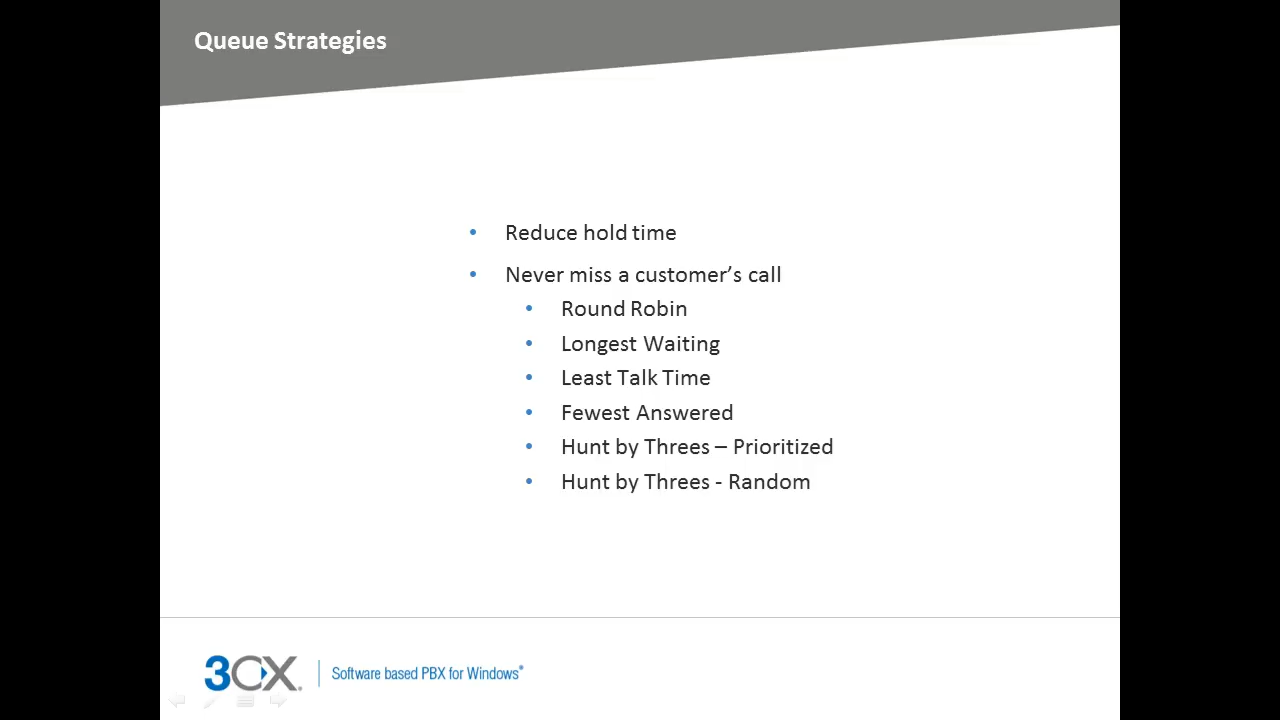 Queue Strategies
• Reduce hold time
• Never miss a customer’s call
• Round Robin
• Longest Waiting
• Least Talk Time
• Fewest Answered
• Hunt by Threes – Prioritized
• Hunt by Threes - Random
3CX® Software based PBX for Windows®